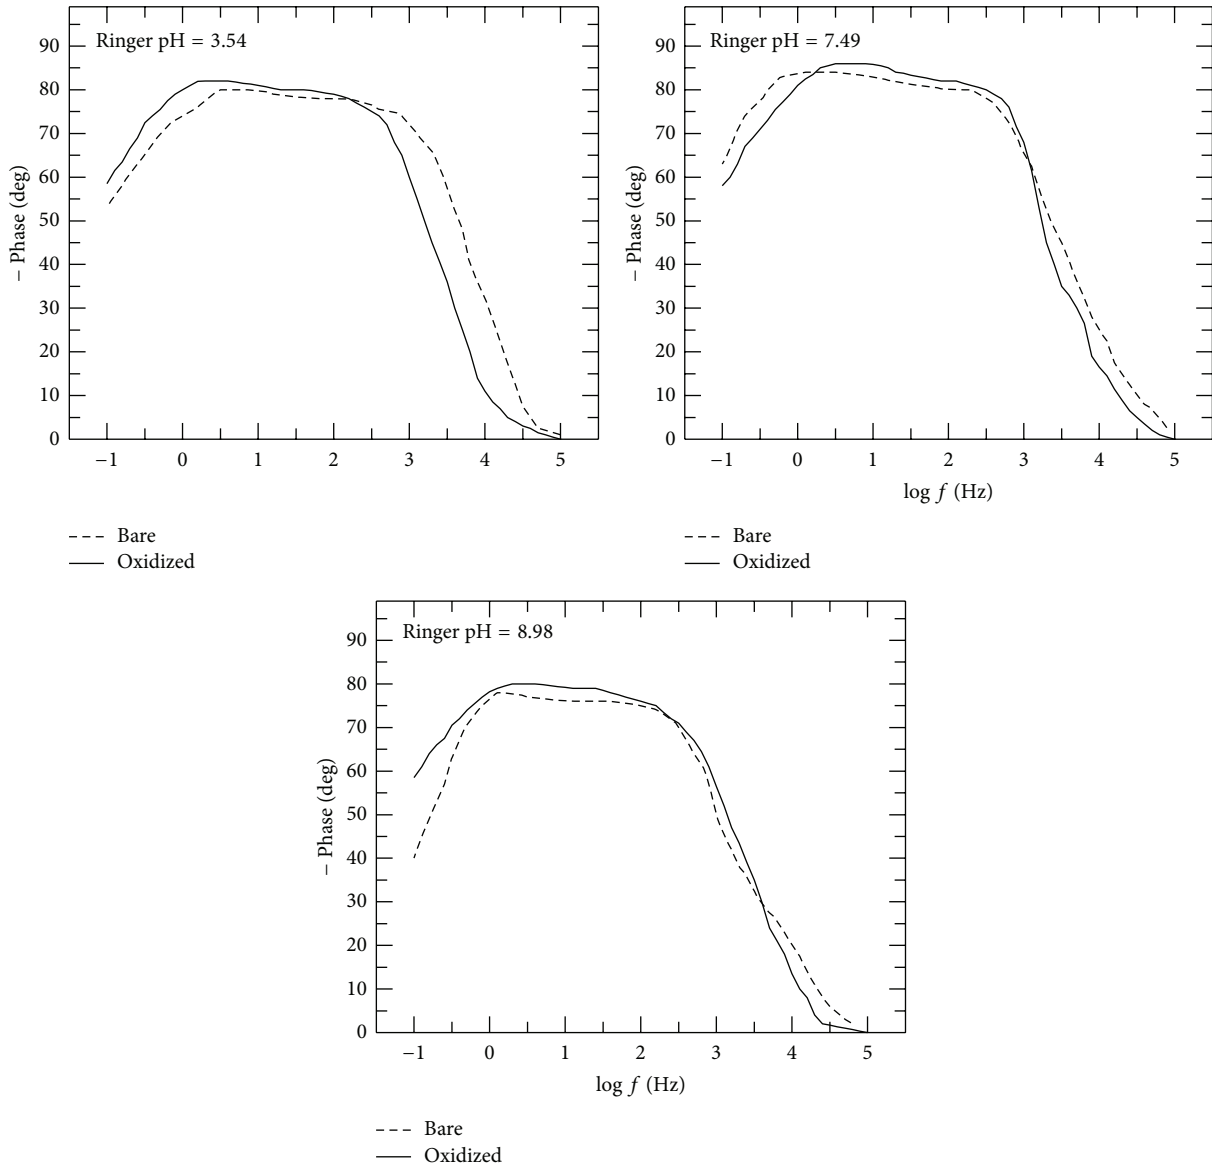 Ringer pH = 3.54
− Phase (deg)
90
80
70
60
50
40
30
20
10
0
−1 0 1 2 3 4 5
Bare
Oxidized
Ringer pH = 7.49
− Phase (deg)
90
80
70
60
50
40
30
20
10
0
−1 0 1 2 3 4 5
log f (Hz)
Bare
Oxidized
Ringer pH = 8.98
− Phase (deg)
90
80
70
60
50
40
30
20
10
0
−1 0 1 2 3 4 5
log f (Hz)
Bare
Oxidized